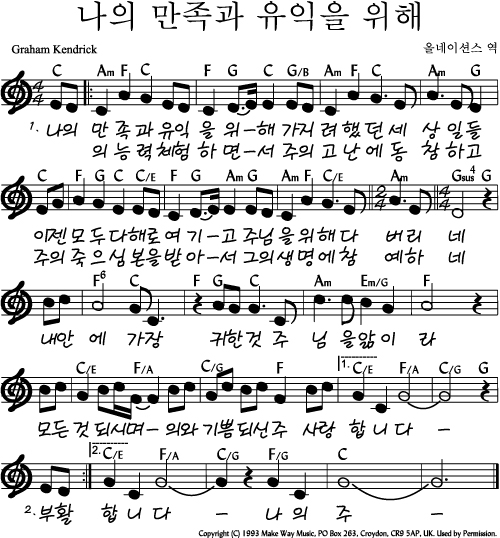 나의 만족과 유익을 위해
Graham Kendrick 올네이션스 역
C Am F C F G C G/B Am F C Am G
4 4
1. 나의 만 족과 유익 을 위-해 가지 려했던 세 상 일들
의 능 력체험 하 면-서 주의 고 난에 동 참하고
C F G C C/E F G Am G Am F C Am Gsus4 G
2 4 4 4
이젠 모 두다해로 여 기-고 주님을 위해 다 버리 네
주의 죽 으심 본을 받 아-서 그의 생명에 참 예하 네
F6 C F G C Am Em/G F
내안 에 가장 귀한 것 주 님 을앎이 라
C/E F/A C/G F 1. C/E F/A C/G G
모든것 되시며-의와 기쁨 되신주 사랑 합 니 다 -
2. C/E F/A C/G F/G C
2. 부활 합 니 다 - 나 의 주 -
Copyright (C) 1993 Make Way Music, PO Box 263, Croydon, CR9 5AP, UK. Used by Permission.